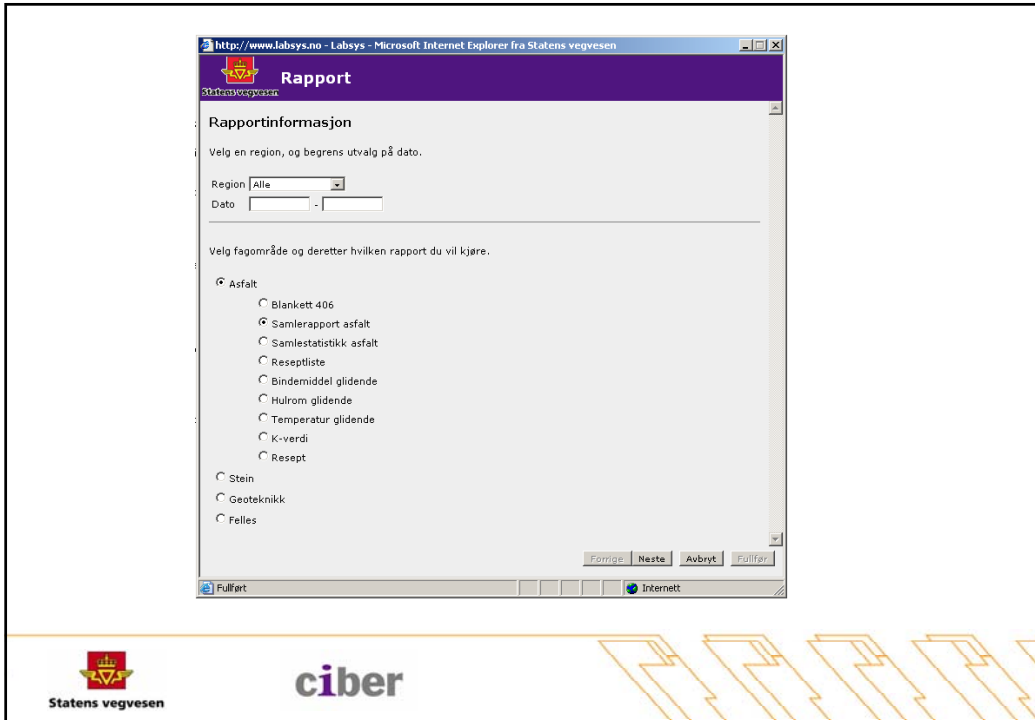 http://www.labsys.no - Labsys - Microsoft Internet Explorer fra Statens vegvesen
Statens vegvesen
Rapport
Rapportinformasjon
Velg en region, og begrens utvalg på dato.
Region Alle
Dato -
Velg fagområde og deretter hvilken rapport du vil kjøre.
Asfalt
Blankett 406
Samlerapport asfalt
Samlestatistikk asfalt
Reseptliste
Bindemiddel glidende
Hulrom glidende
Temperatur glidende
K-verdi
Resept
Stein
Geoteknikk
Felles
Forrige Neste Avbryt Fullfør
Fullført Internett
Statens vegvesen
ciber